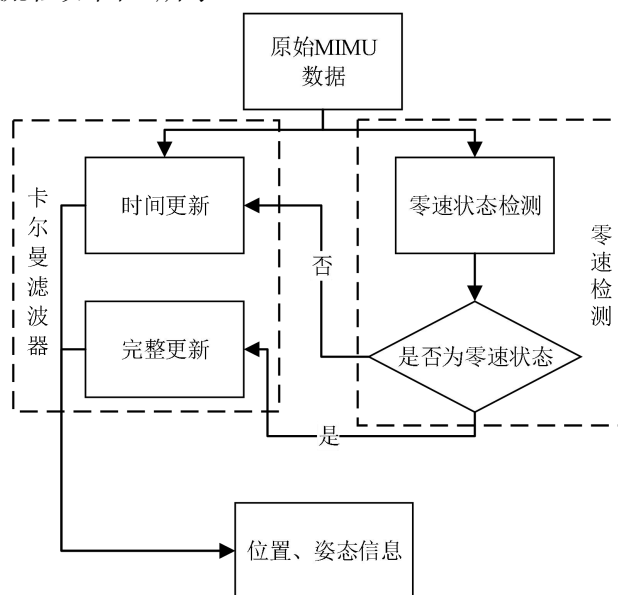 原始MIMU
数据
时间更新
零速状态检测
卡尔曼滤波器
零速检测
否
完整更新
是否为零速状态
是
位置、姿态信息